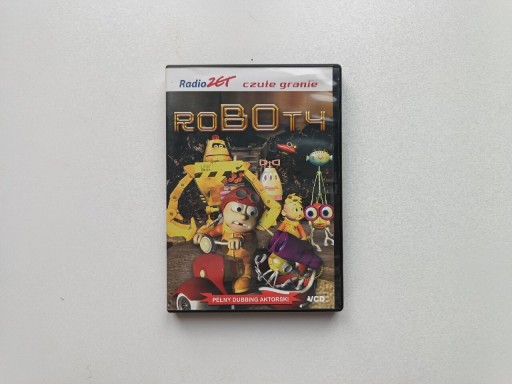 Radio ZET czułe granie
ROBOTY
PEŁNY DUBBING AKTORSKI VCD